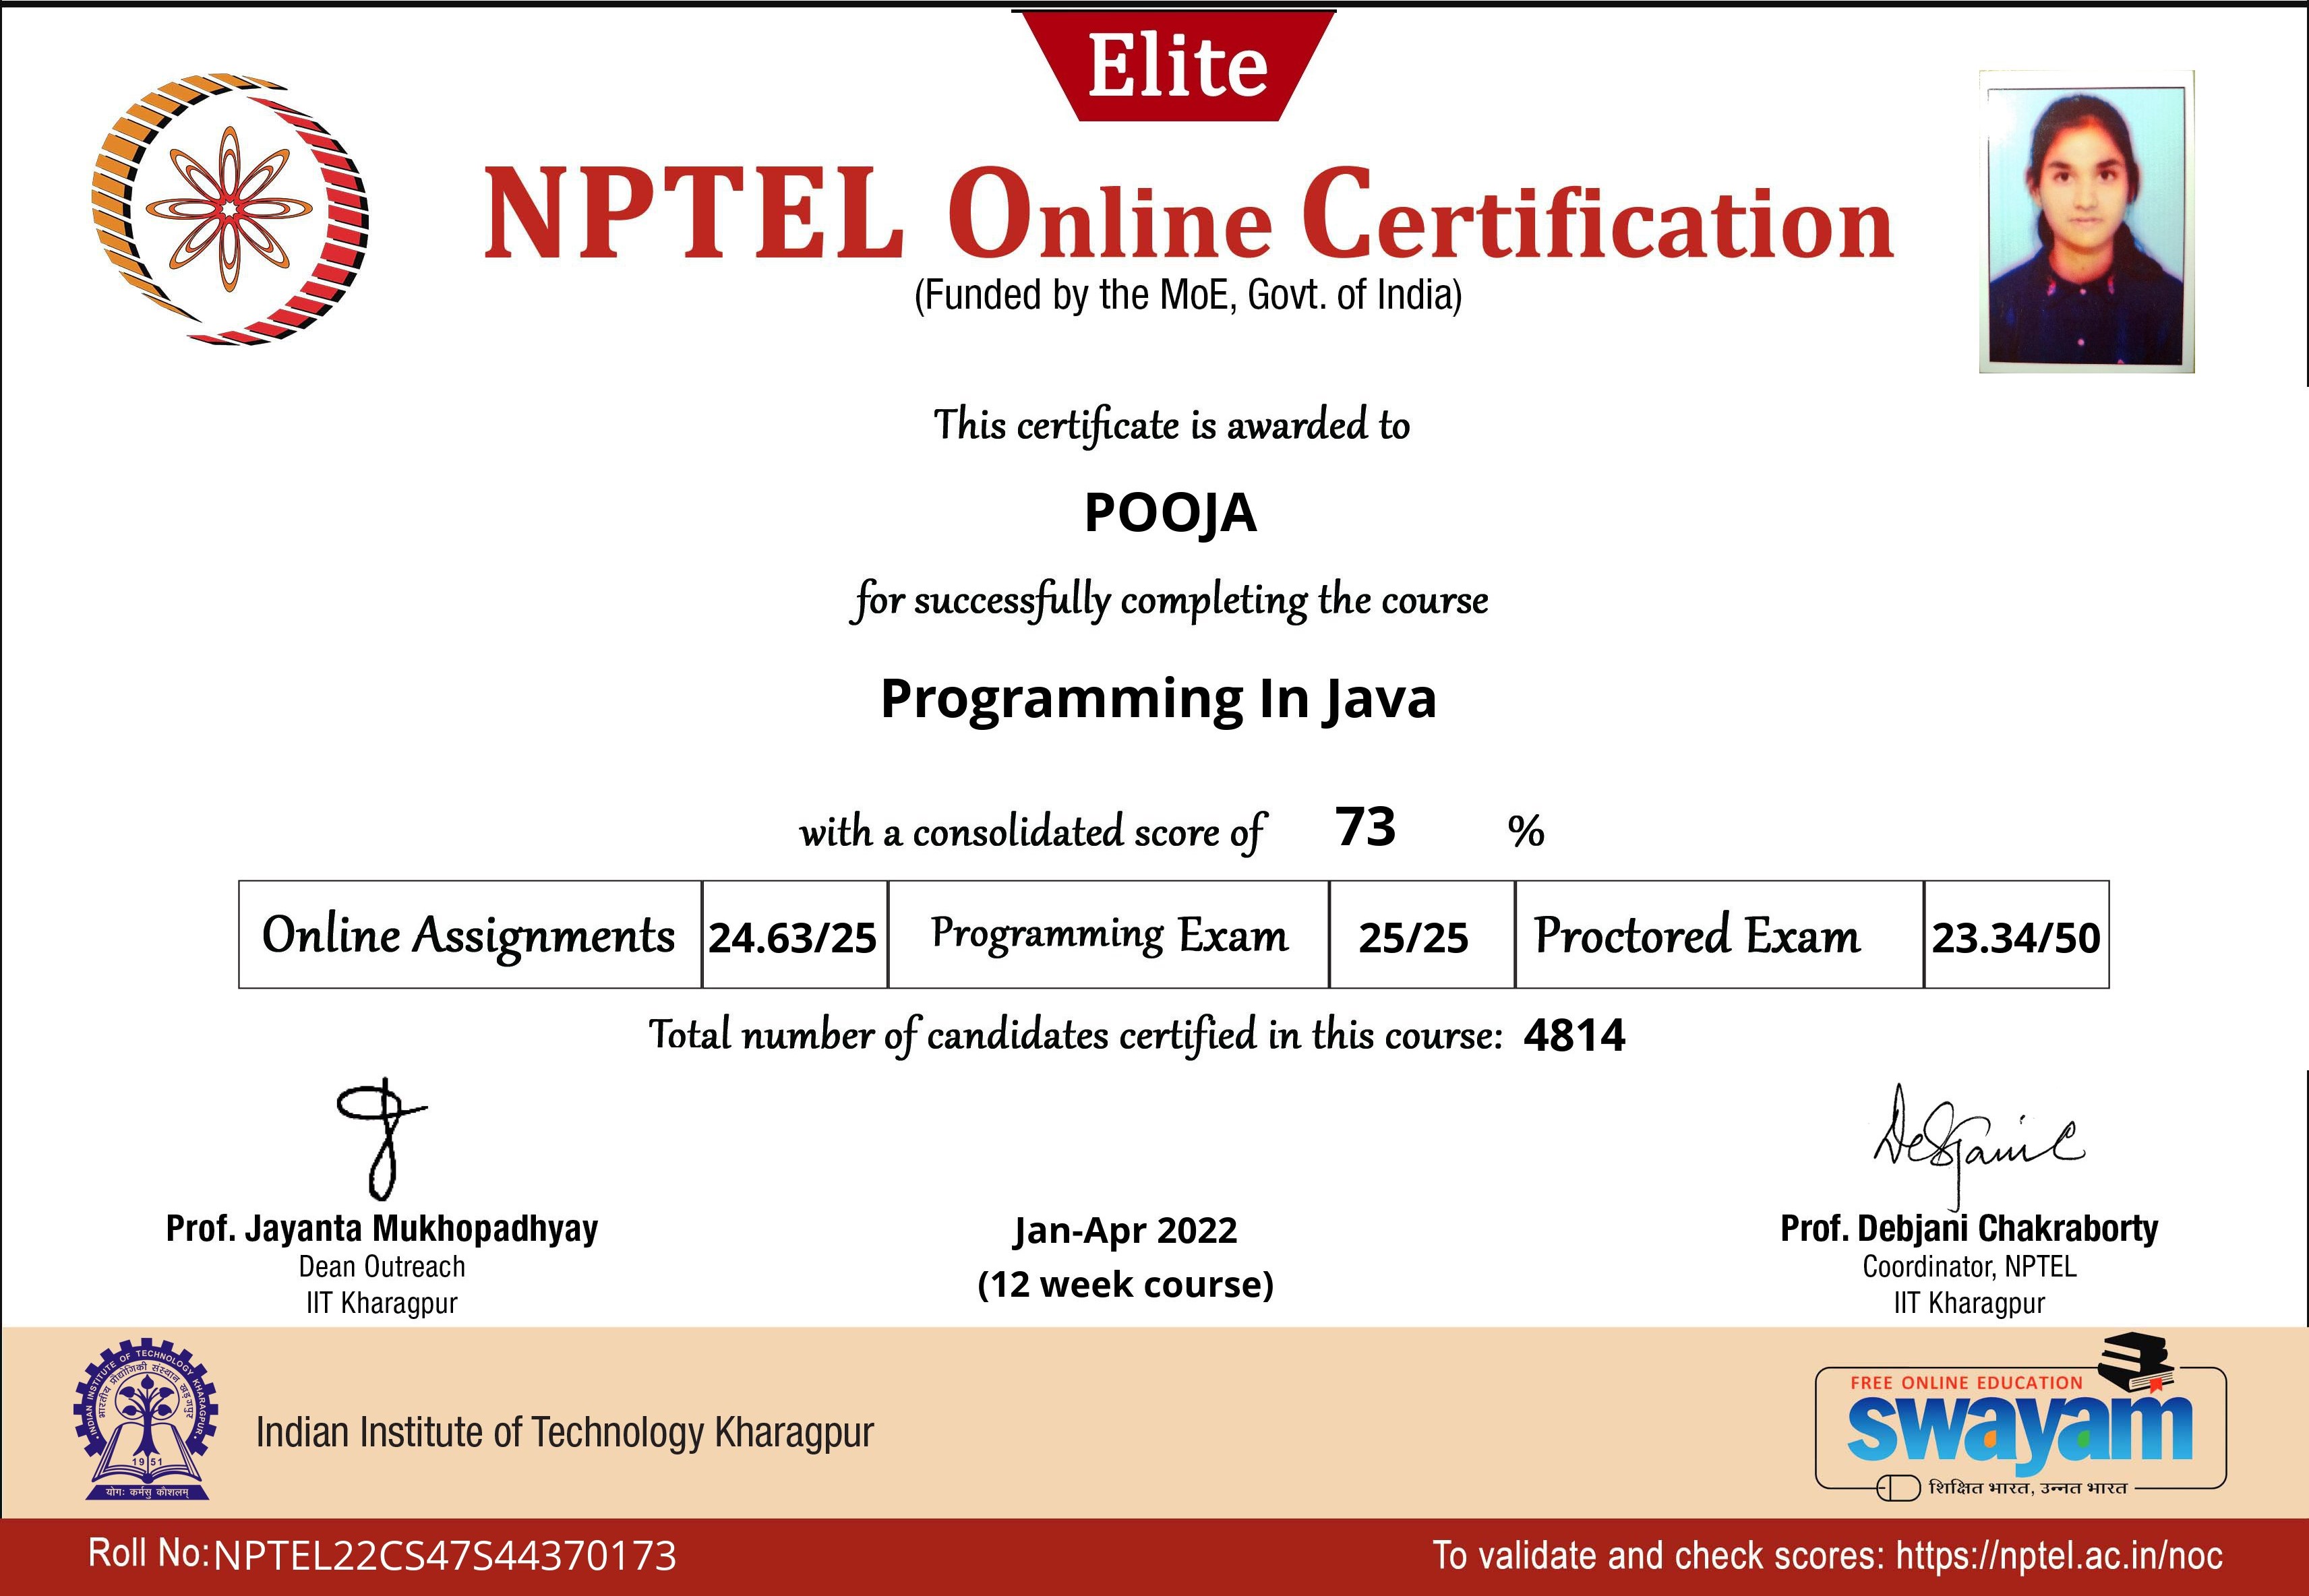 Elite
NPTEL Online Certification
(Funded by the MoE, Govt. of India)
This certificate is awarded to
POOJA
for successfully completing the course
Programming In Java
with a consolidated score of 73 %
Online Assignments 24.63/25 Programming Exam 25/25 Proctored Exam 23.34/50
Total number of candidates certified in this course: 4814
Debjani
Prof. Jayanta Mukhopadhyay
Dean Outreach
IIT Kharagpur
Jan-Apr 2022
(12 week course)
Prof. Debjani Chakraborty
Coordinator, NPTEL
IIT Kharagpur
INDIAN INSTITUTE OF TECHNOLOGY KHARAGPUR
भारतीय प्रौद्योगिकी संस्थान खड़गपुर
1951
योगः कर्मसु कौशलम्
Indian Institute of Technology Kharagpur
FREE ONLINE EDUCATION
swayam
शिक्षित भारत, उन्नत भारत
Roll No:NPTEL22CS47S44370173
To validate and check scores: https://nptel.ac.in/noc